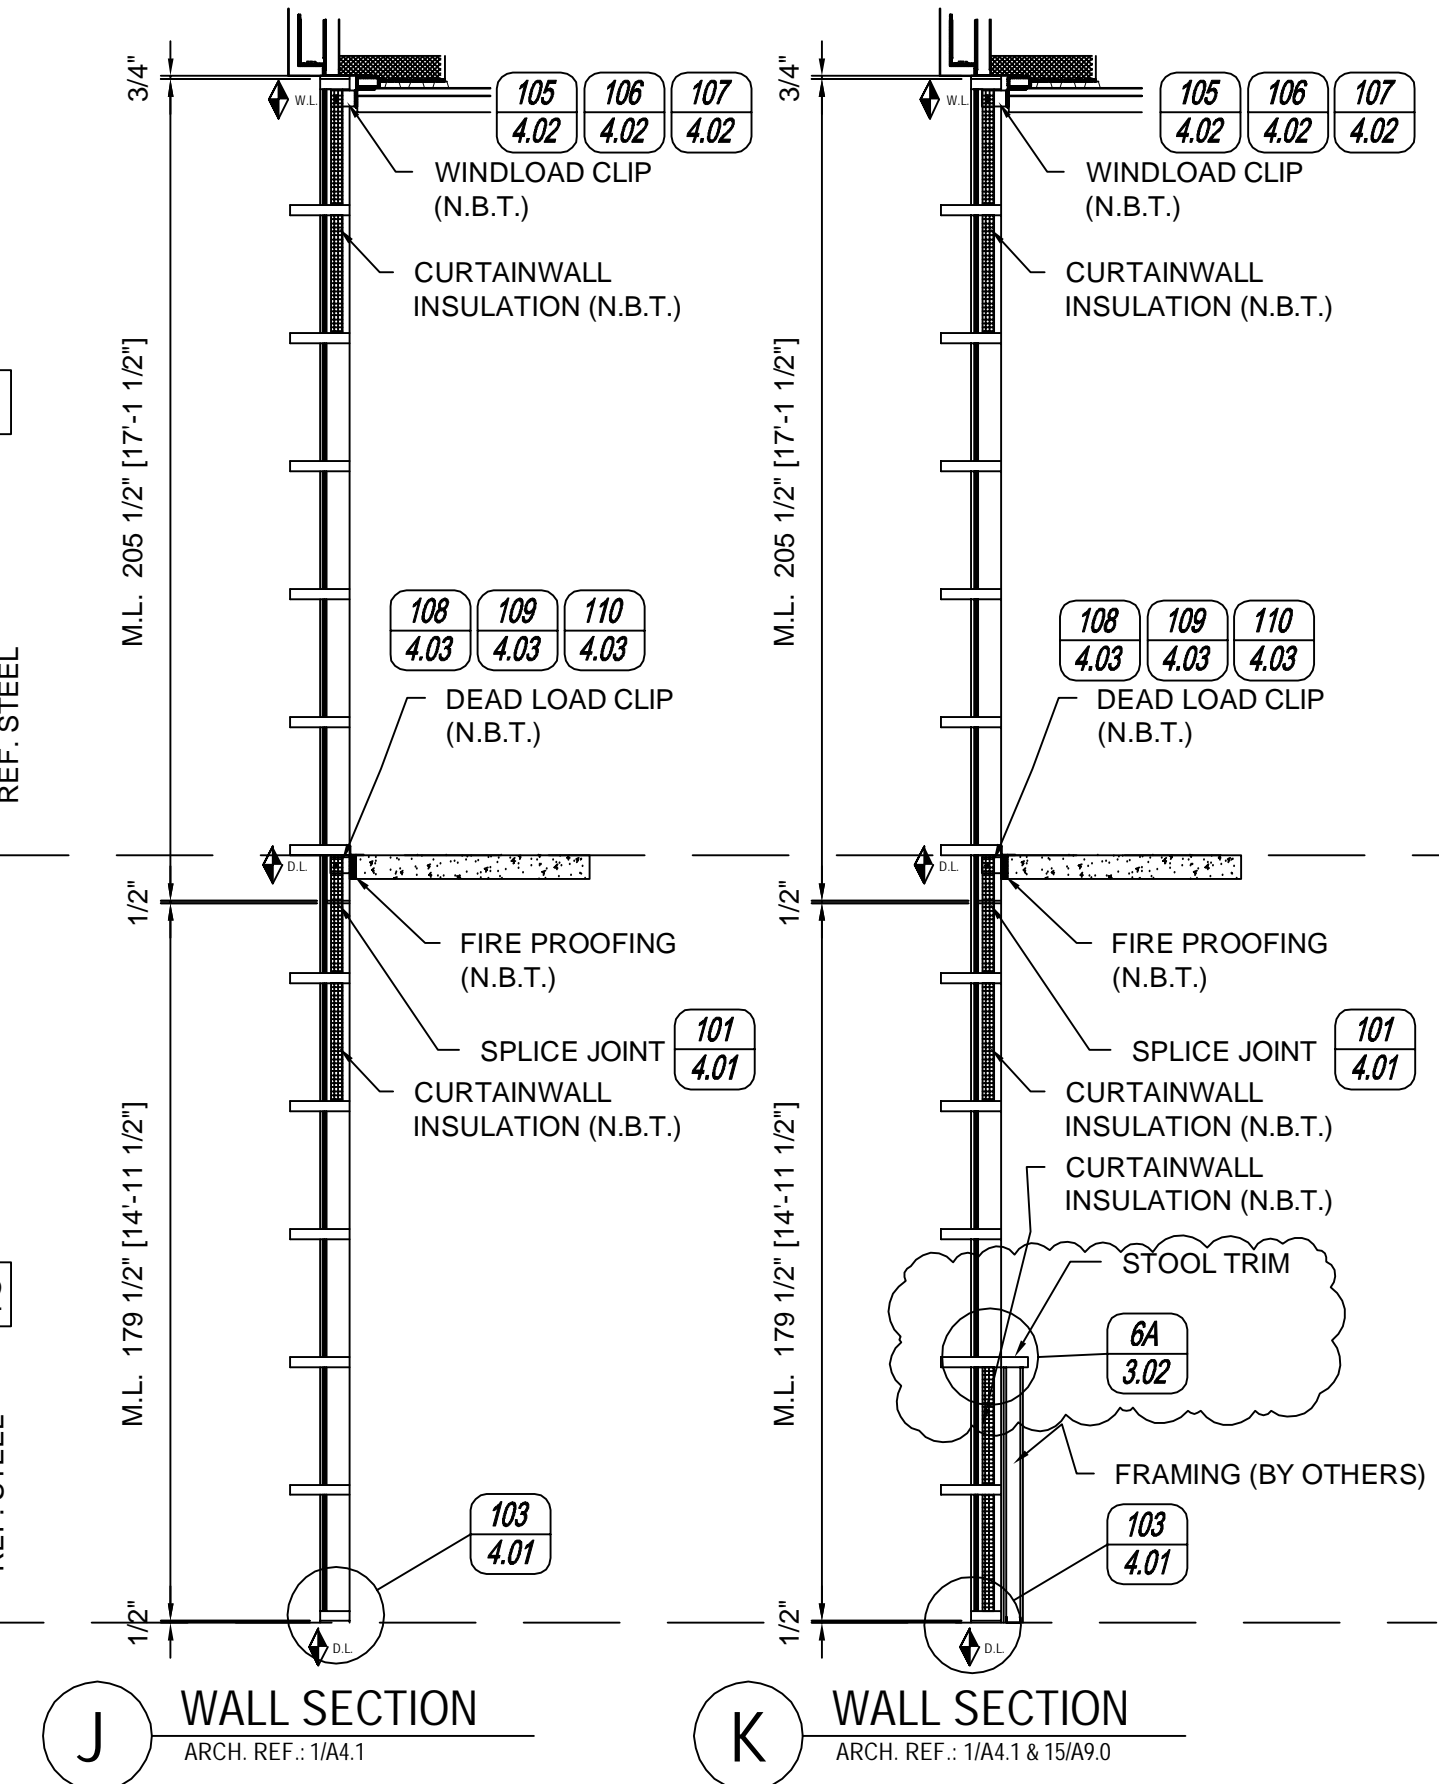 3/4"
W.L.
105
4.02
106
4.02
107
4.02
WINDLOAD CLIP
(N.B.T.)
CURTAINWALL
INSULATION (N.B.T.)
M.L. 205 1/2" [17'-1 1/2"]
REF. STEEL
108
4.03
109
4.03
110
4.03
DEAD LOAD CLIP
(N.B.T.)
D.L.
1/2"
FIRE PROOFING
(N.B.T.)
SPLICE JOINT
101
4.01
CURTAINWALL
INSULATION (N.B.T.)
M.L. 179 1/2" [14'-11 1/2"]
103
4.01
1/2"
D.L.
J
WALL SECTION
ARCH. REF.: 1/A4.1
3/4"
W.L.
105
4.02
106
4.02
107
4.02
WINDLOAD CLIP
(N.B.T.)
CURTAINWALL
INSULATION (N.B.T.)
M.L. 205 1/2" [17'-1 1/2"]
108
4.03
109
4.03
110
4.03
DEAD LOAD CLIP
(N.B.T.)
D.L.
1/2"
FIRE PROOFING
(N.B.T.)
SPLICE JOINT
101
4.01
CURTAINWALL
INSULATION (N.B.T.)
CURTAINWALL
INSULATION (N.B.T.)
M.L. 179 1/2" [14'-11 1/2"]
STOOL TRIM
6A
3.02
FRAMING (BY OTHERS)
103
4.01
1/2"
D.L.
K
WALL SECTION
ARCH. REF.: 1/A4.1 & 15/A9.0